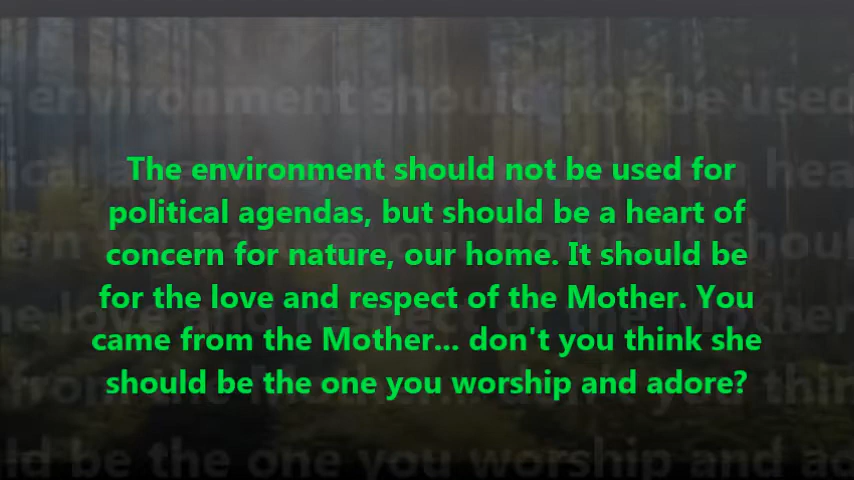 The environment should not be used for
political agendas, but should be a heart of
concern for nature, our home. It should be
for the love and respect of the Mother. You
came from the Mother... don't you think she
should be the one you worship and adore?